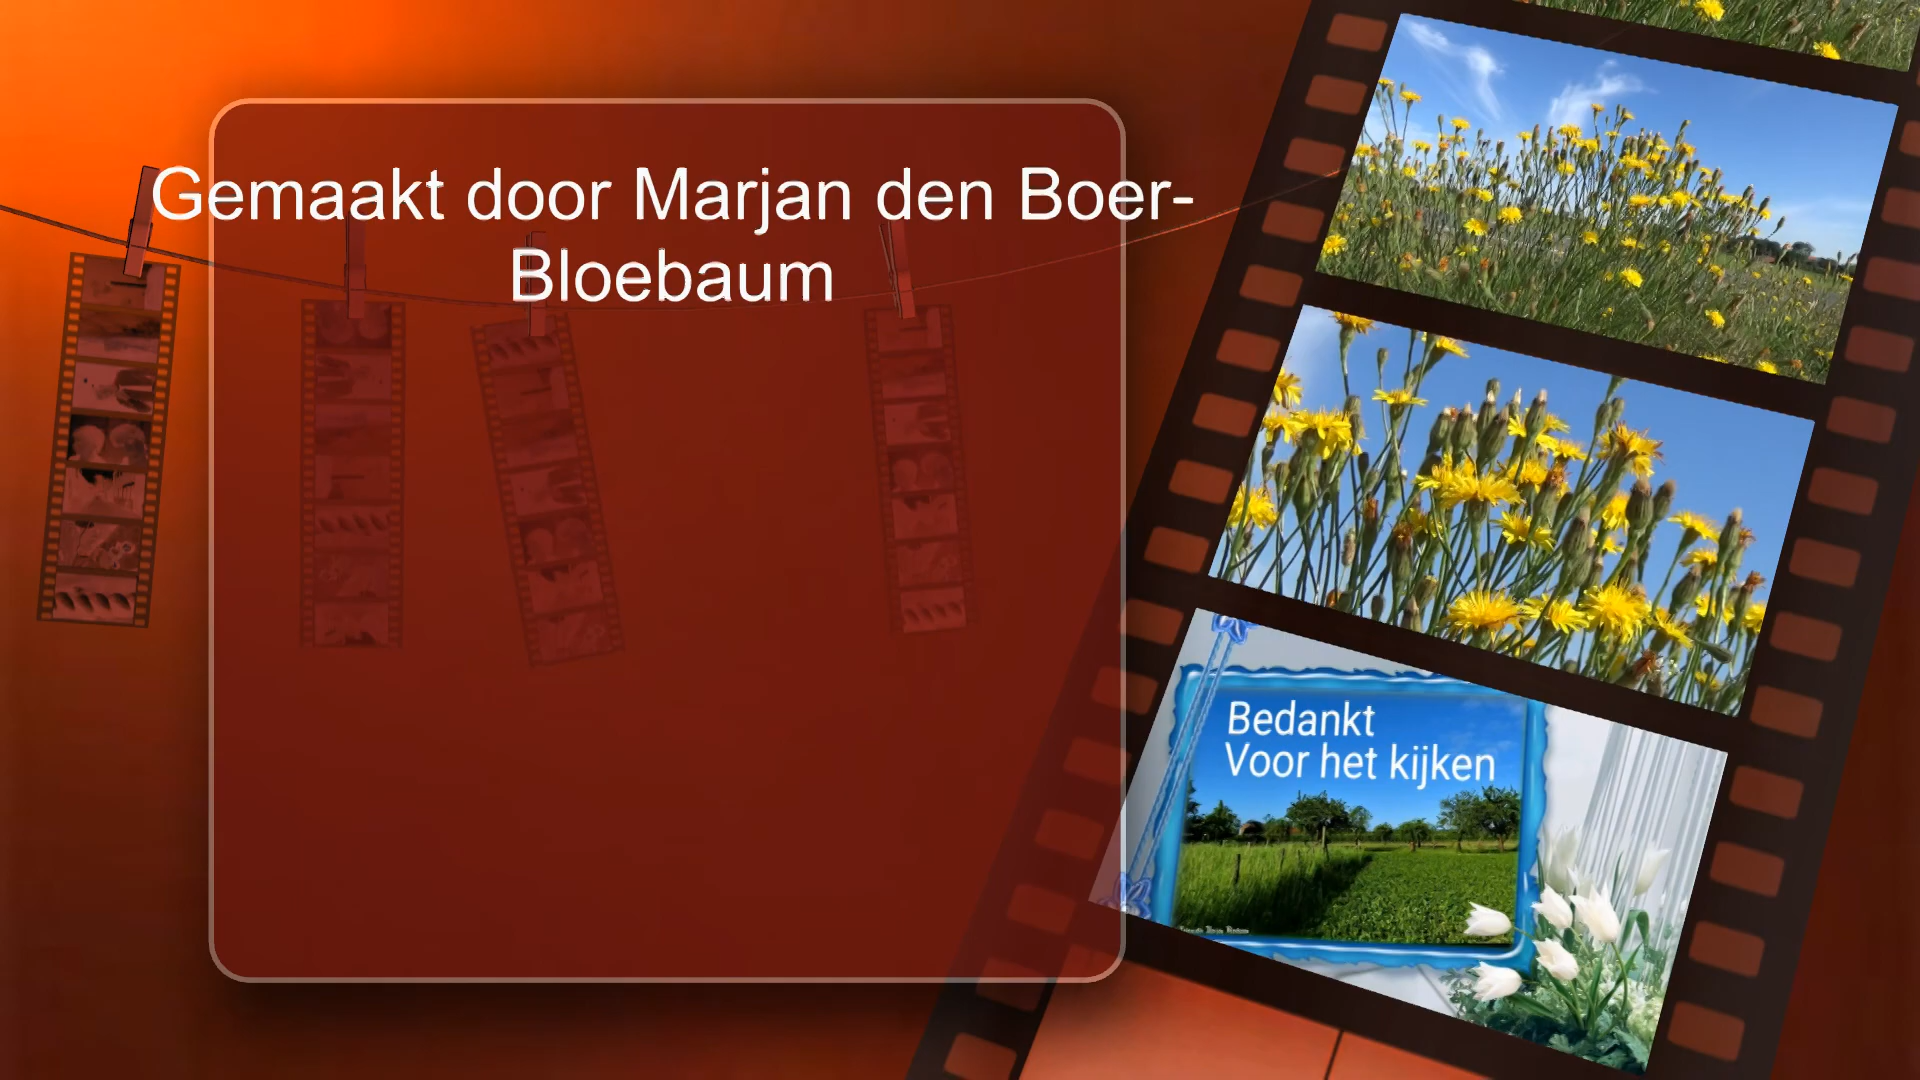 Gemaakt door Marjan den Boer-
Bloebaum
Bedankt
Voor het kijken